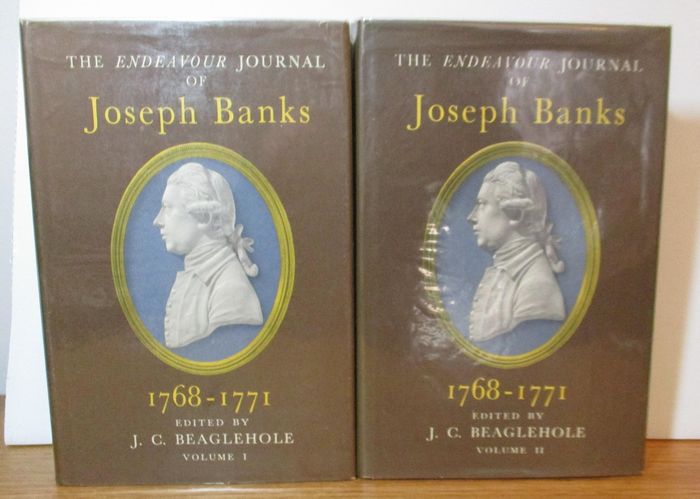 THE ENDEAVOUR JOURNAL
OF
Joseph Banks
1768-1771
EDITED BY
J. C. BEAGLEHOLE
VOLUME I
THE ENDEAVOUR JOURNAL
OF
Joseph Banks
1768-1771
EDITED BY
J. C. BEAGLEHOLE
VOLUME II